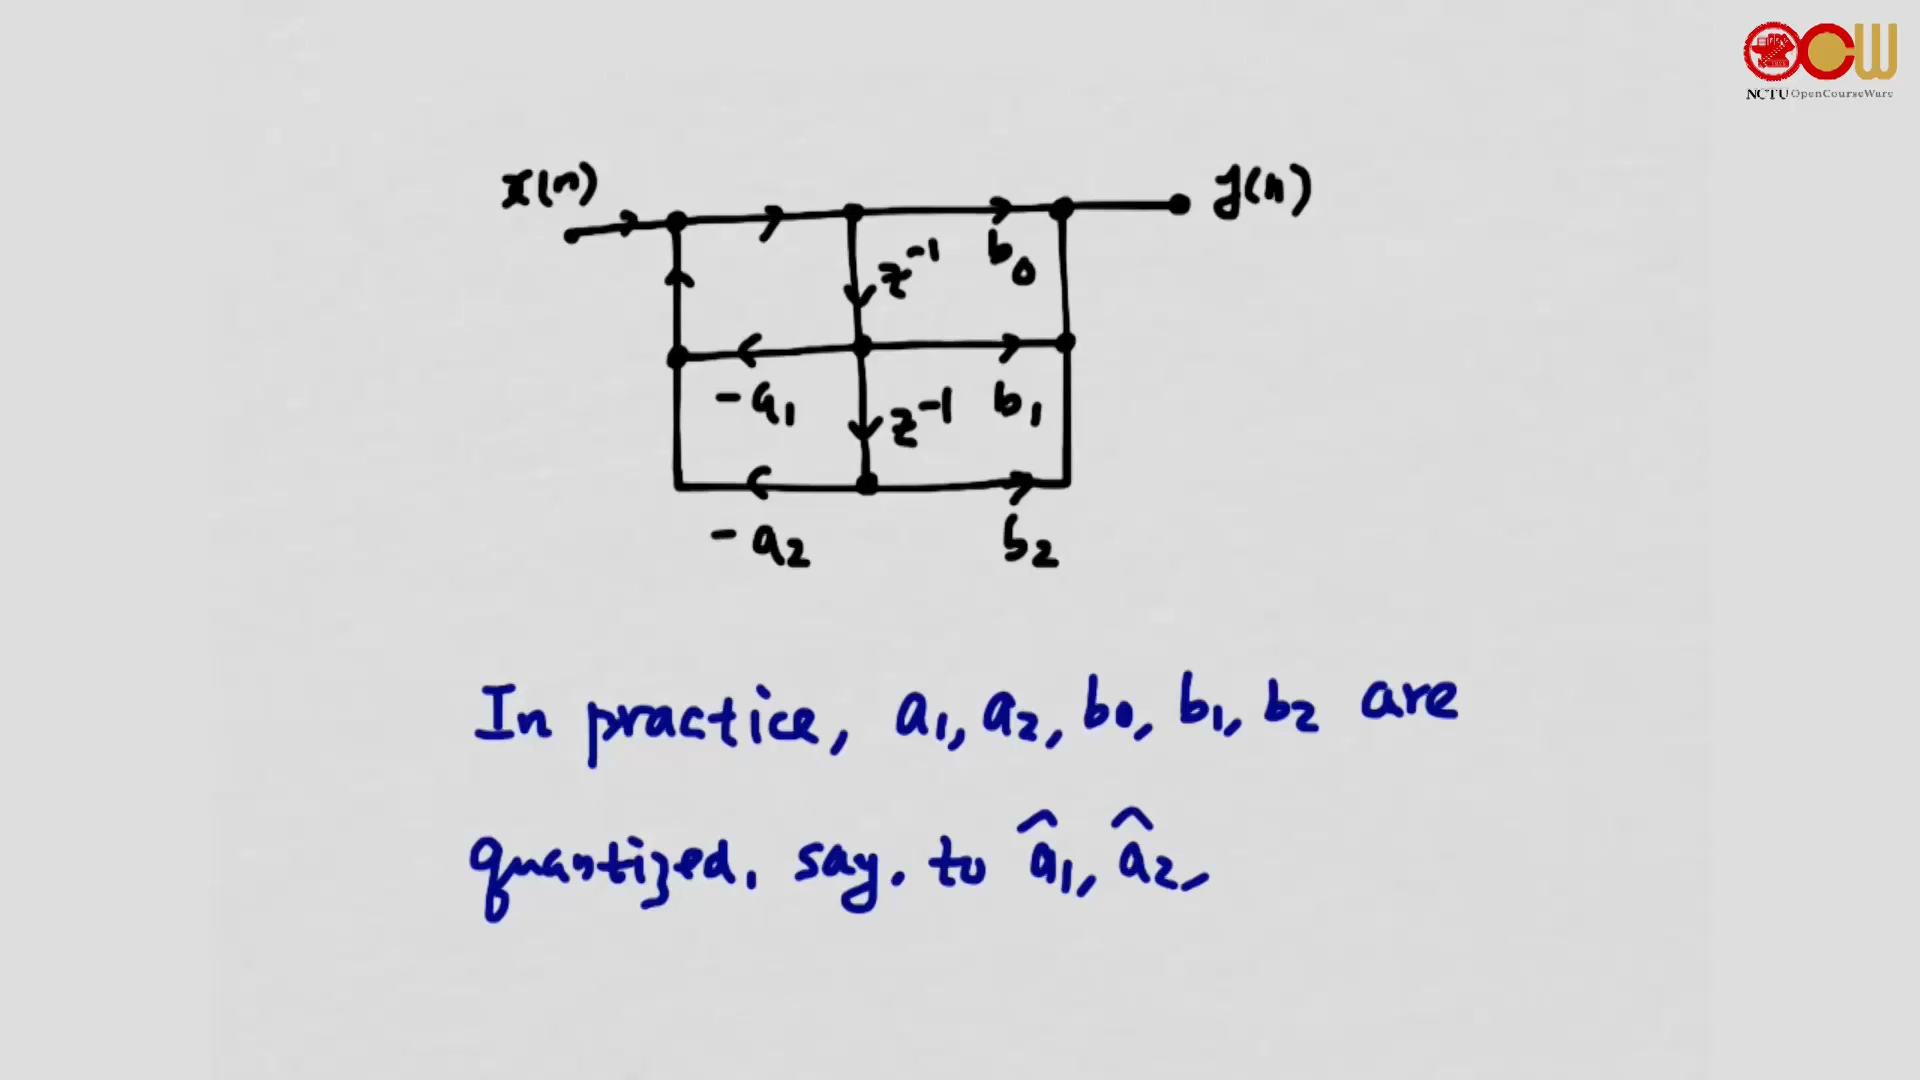 OCW
NCTU OpenCourseWare
x(n) y(n)
z⁻¹ b₀
-a₁ z⁻¹ b₁
-a₂ b₂
In practice, a₁, a₂, b₀, b₁, b₂ are
quantized, say, to â₁, â₂,